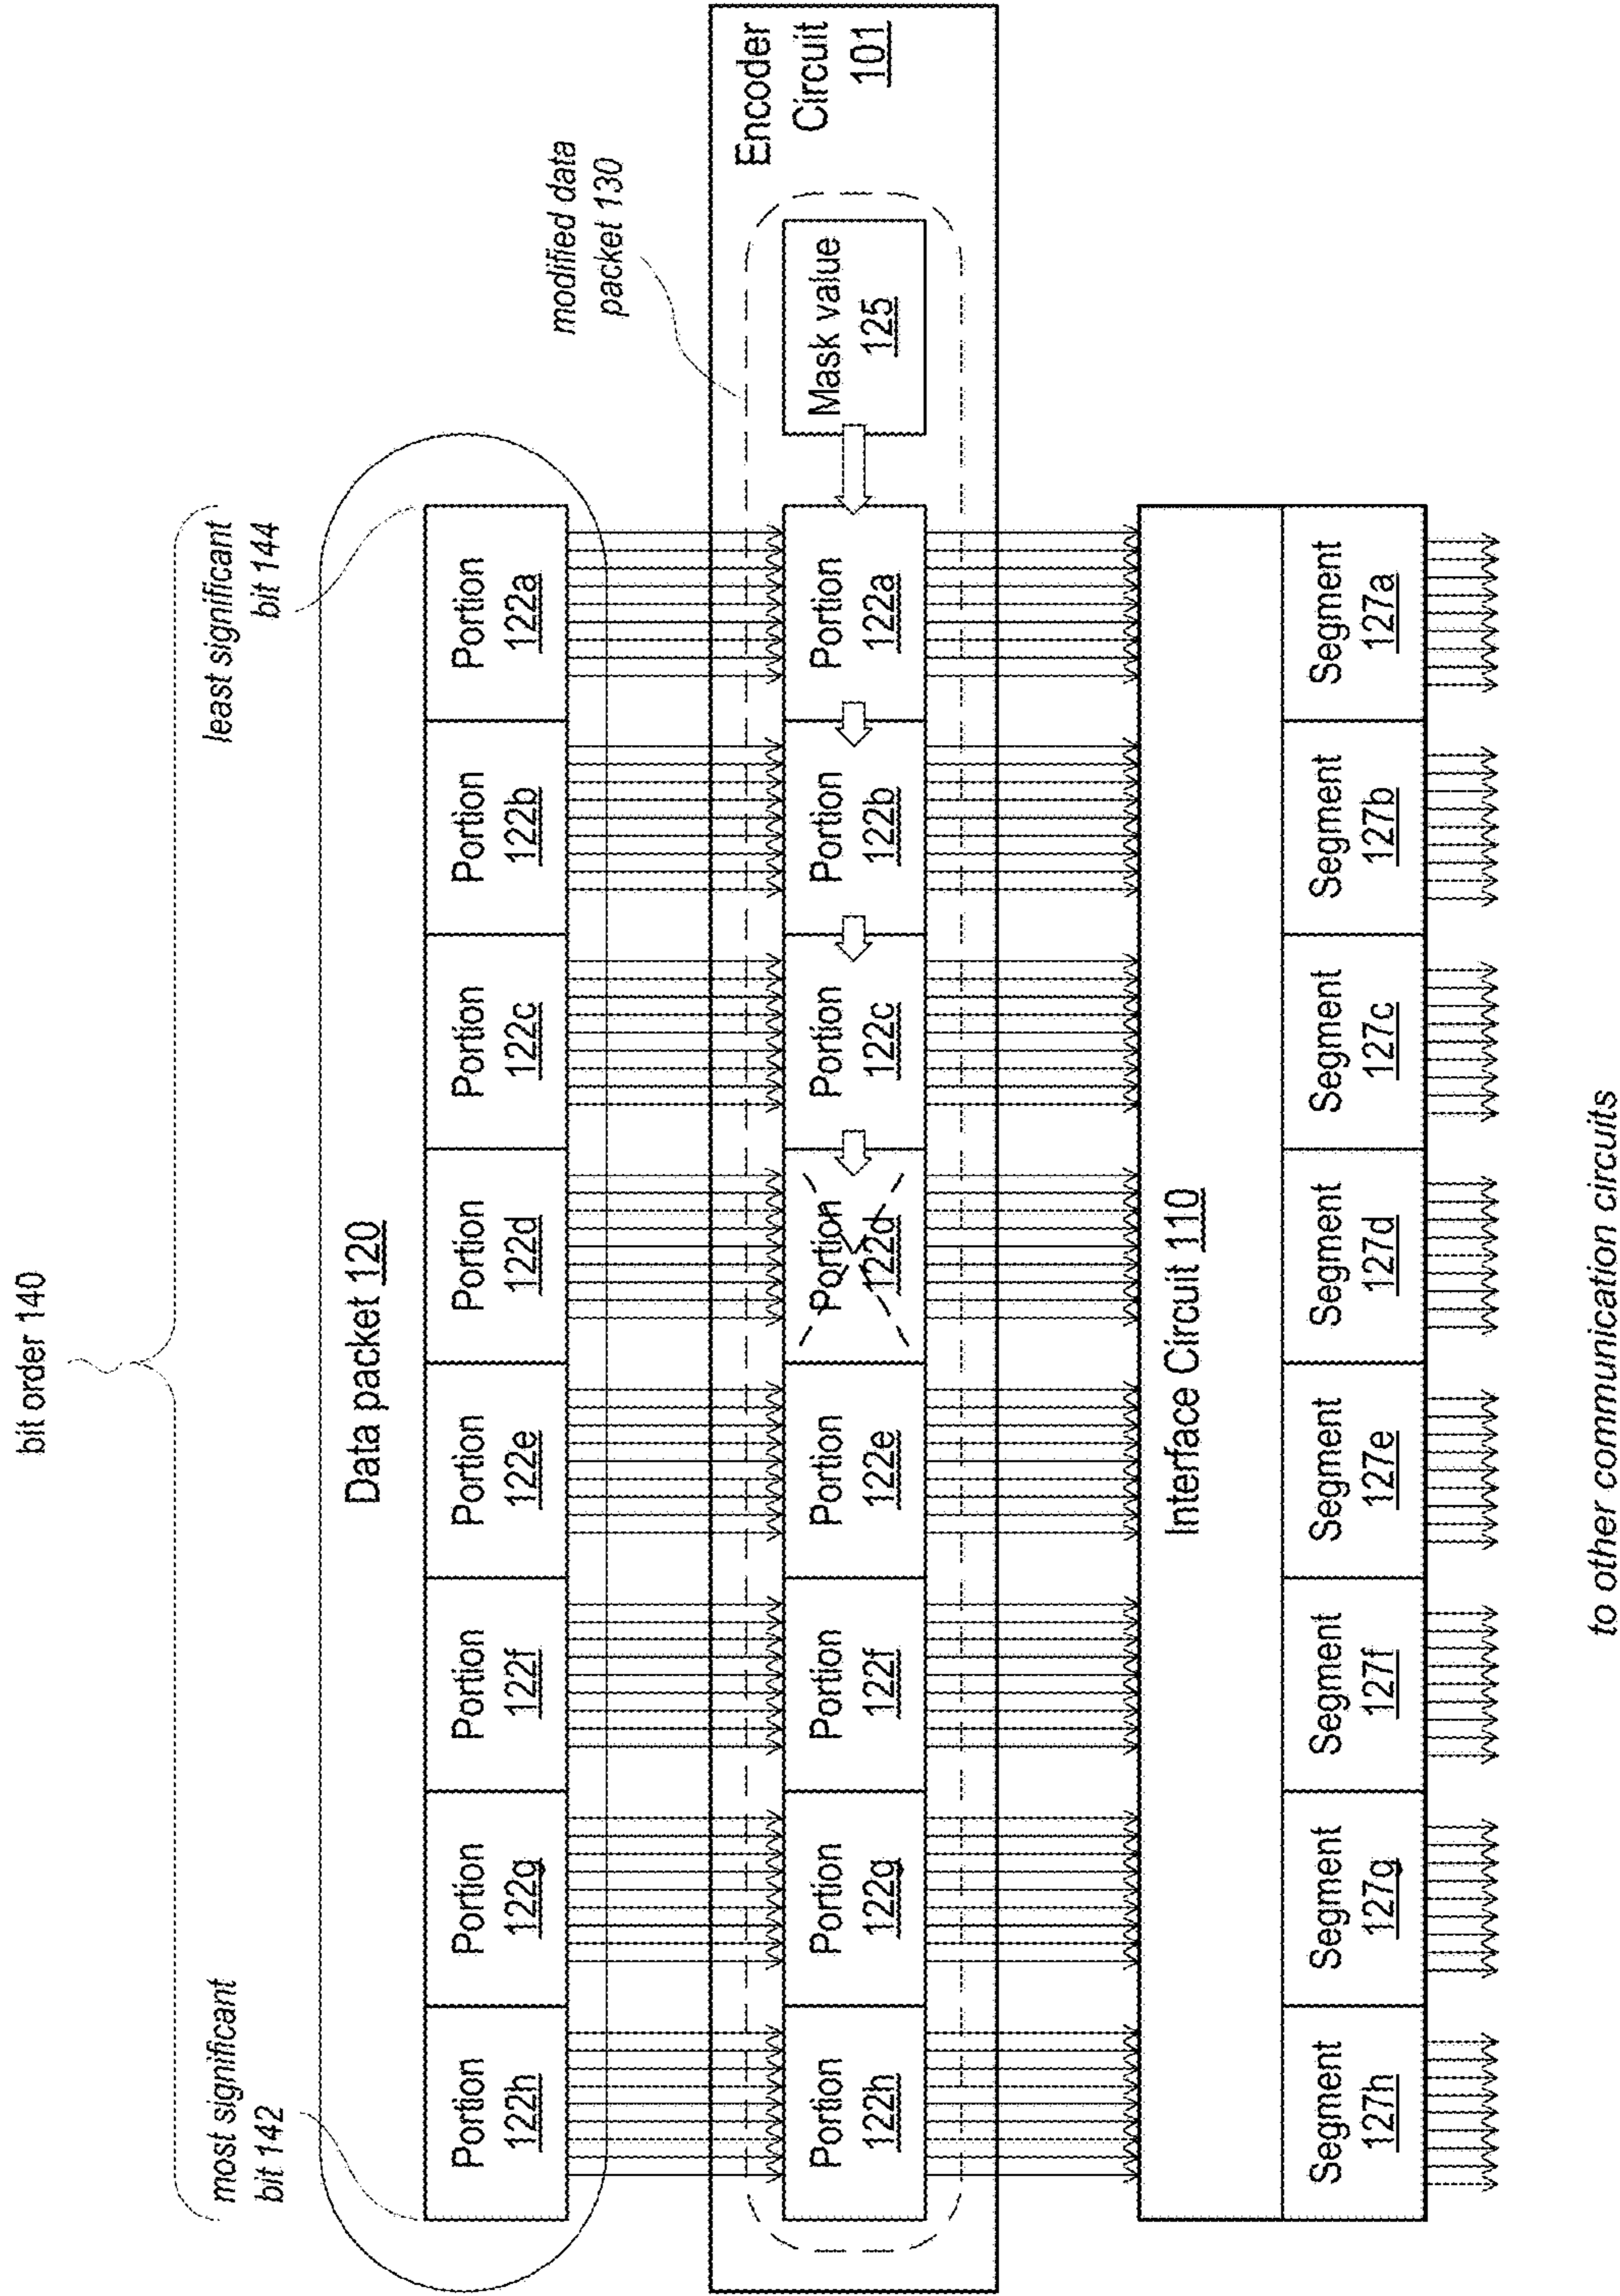 bit order 140
most significant
bit 142
least significant
bit 144
Data packet 120
modified data
packet 130
Portion
122h
Portion
122g
Portion
122f
Portion
122e
Portion
122d
Portion
122c
Portion
122b
Portion
122a
Encoder
Circuit
101
Portion
122h
Portion
122g
Portion
122f
Portion
122e
Portion
122d
Portion
122c
Portion
122b
Portion
122a
Mask value
125
Interface Circuit 110
Segment
127h
Segment
127g
Segment
127f
Segment
127e
Segment
127d
Segment
127c
Segment
127b
Segment
127a
to other communication circuits